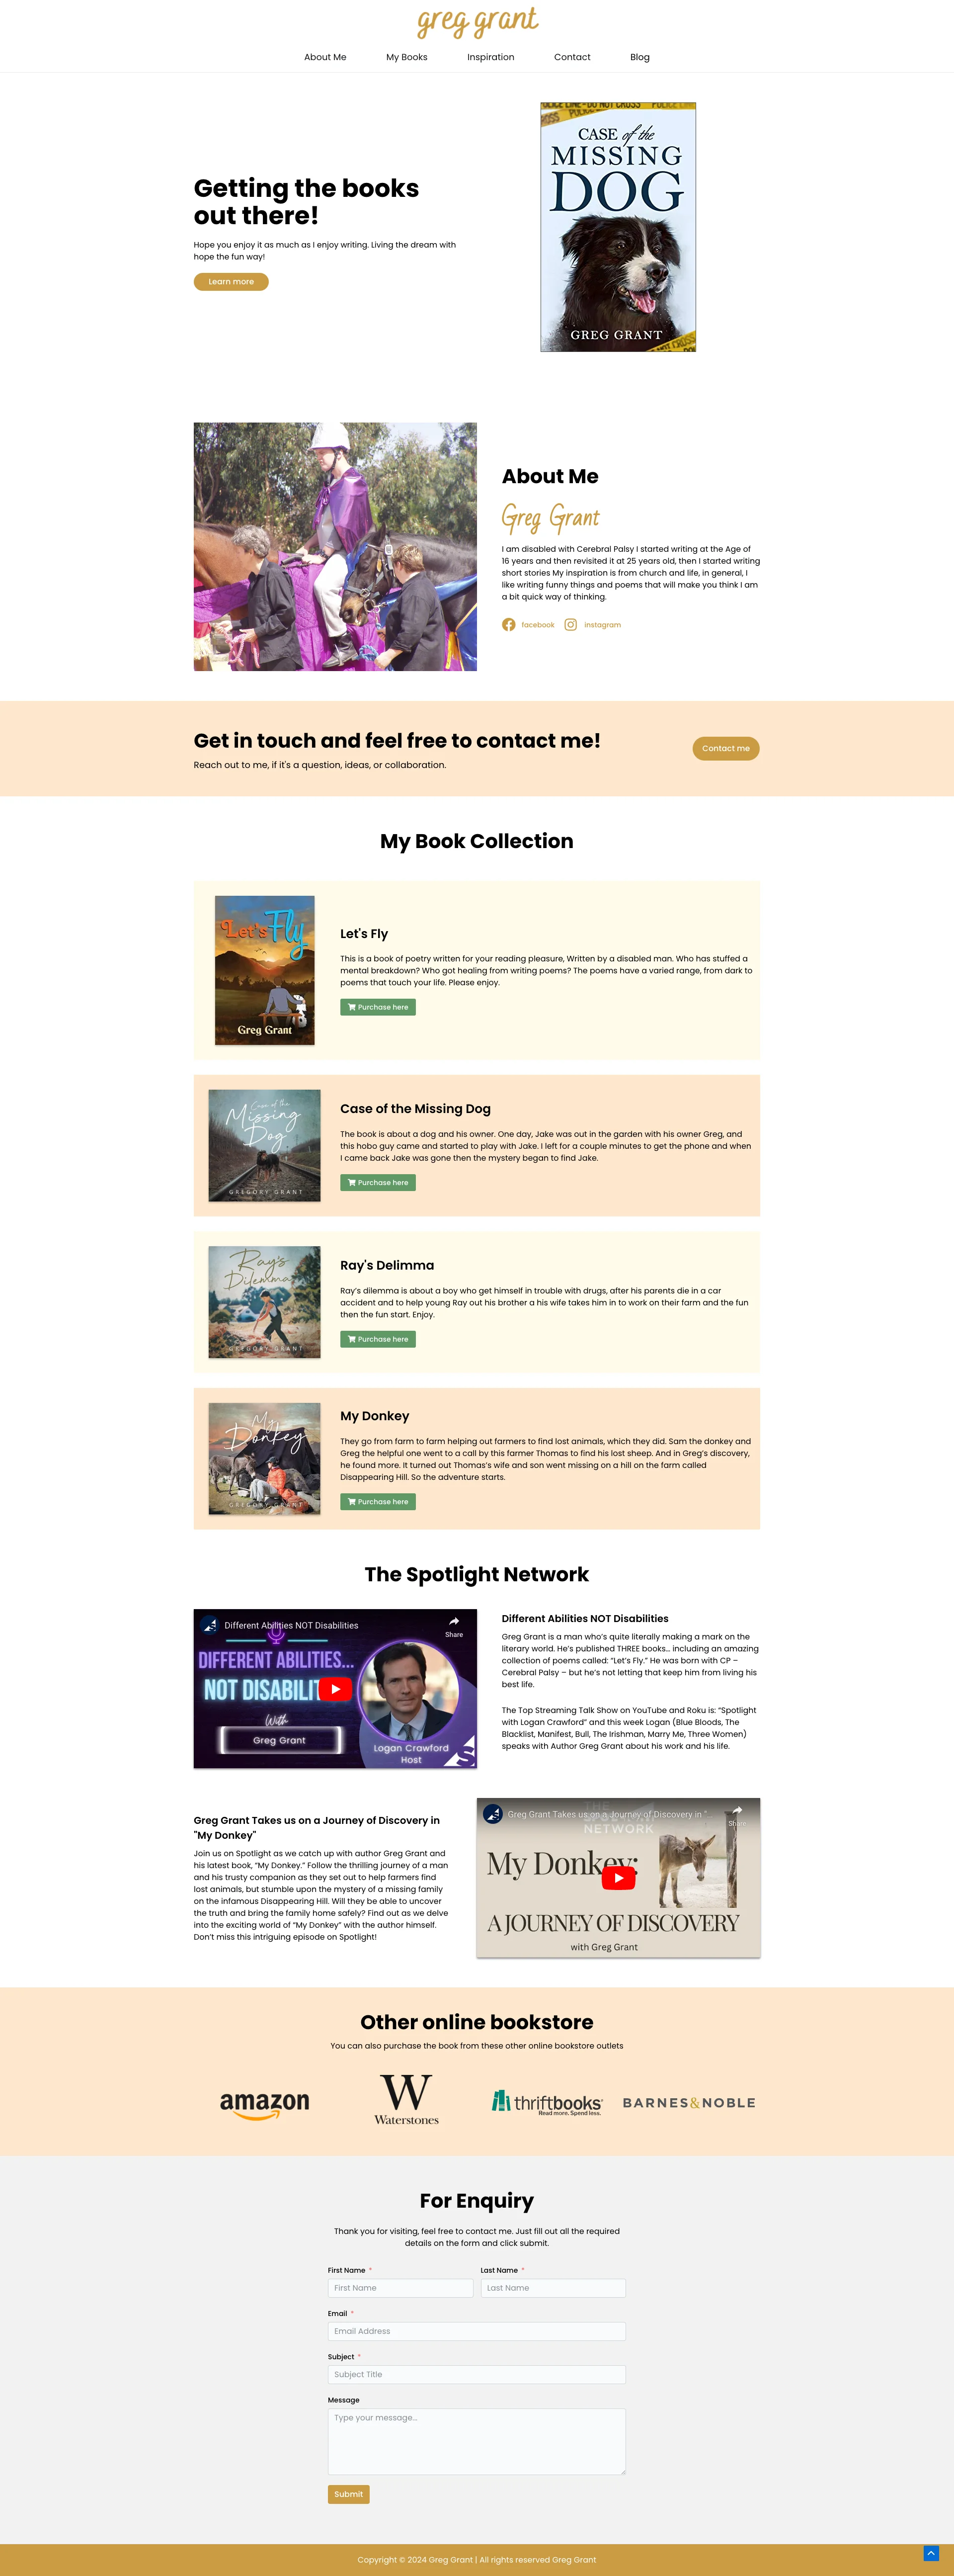 greg grant
About Me
My Books
Inspiration
Contact
Blog
Getting the books
out there!
Hope you enjoy it as much as I enjoy writing. Living the dream with
hope the fun way!
Learn more
POLICE LINE - DO NOT CROSS
CASE of the
MISSING
DOG
GREG GRANT
About Me
Greg Grant
I am disabled with Cerebral Palsy I started writing at the Age of
16 years and then revisited it at 25 years old, then I started writing
short stories My inspiration is from church and life, in general, I
like writing funny things and poems that will make you think I am
a bit quick way of thinking.
facebook
instagram
Get in touch and feel free to contact me!
Reach out to me, if it's a question, ideas, or collaboration.
Contact me
My Book Collection
Let's Fly
Greg Grant
Let's Fly
This is a book of poetry written for your reading pleasure, Written by a disabled man. Who has stuffed a
mental breakdown? Who got healing from writing poems? The poems have a varied range, from dark to
poems that touch your life. Please enjoy.
Purchase here
Case of the
Missing
Dog
GREGORY GRANT
Case of the Missing Dog
The book is about a dog and his owner. One day, Jake was out in the garden with his owner Greg, and
this hobo guy came and started to play with Jake. I left for a couple minutes to get the phone and when
I came back Jake was gone then the mystery began to find Jake.
Purchase here
Ray's
Dilemma
GREGORY GRANT
Ray's Delimma
Ray's dilemma is about a boy who get himself in trouble with drugs, after his parents die in a car
accident and to help young Ray out his brother a his wife takes him in to work on their farm and the fun
then the fun start. Enjoy.
Purchase here
My
Donkey
GREGORY GRANT
My Donkey
They go from farm to farm helping out farmers to find lost animals, which they did. Sam the donkey and
Greg the helpful one went to a call by this farmer Thomas to find his lost sheep. And in Greg's discovery,
he found more. It turned out Thomas's wife and son went missing on a hill on the farm called
Disappearing Hill. So the adventure starts.
Purchase here
The Spotlight Network
Different Abilities NOT Disabilities
Share
DIFFERENT ABILITIES...
NOT DISABILIT
With
Greg Grant
Logan Crawford
Host
Different Abilities NOT Disabilities
Greg Grant is a man who's quite literally making a mark on the
literary world. He's published THREE books... including an amazing
collection of poems called: “Let's Fly.” He was born with CP –
Cerebral Palsy – but he's not letting that keep him from living his
best life.
The Top Streaming Talk Show on YouTube and Roku is: “Spotlight
with Logan Crawford” and this week Logan (Blue Bloods, The
Blacklist, Manifest, Bull, The Irishman, Marry Me, Three Women)
speaks with Author Greg Grant about his work and his life.
Greg Grant Takes us on a Journey of Discovery in
"My Donkey"
Join us on Spotlight as we catch up with author Greg Grant and
his latest book, “My Donkey.” Follow the thrilling journey of a man
and his trusty companion as they set out to help farmers find
lost animals, but stumble upon the mystery of a missing family
on the infamous Disappearing Hill. Will they be able to uncover
the truth and bring the family home safely? Find out as we delve
into the exciting world of “My Donkey” with the author himself.
Don't miss this intriguing episode on Spotlight!
Greg Grant Takes us on a Journey of Discovery in "...
Share
THE
SPOTLIGHT
NETWORK
My Donkey:
A JOURNEY OF DISCOVERY
with Greg Grant
Other online bookstore
You can also purchase the book from these other online bookstore outlets
amazon
W
Waterstones
thriftbooks
Read more. Spend less.
BARNES&NOBLE
For Enquiry
Thank you for visiting, feel free to contact me. Just fill out all the required
details on the form and click submit.
First Name *
Last Name *
First Name
Last Name
Email *
Email Address
Subject *
Subject Title
Message
Type your message...
Submit
Copyright © 2024 Greg Grant | All rights reserved Greg Grant